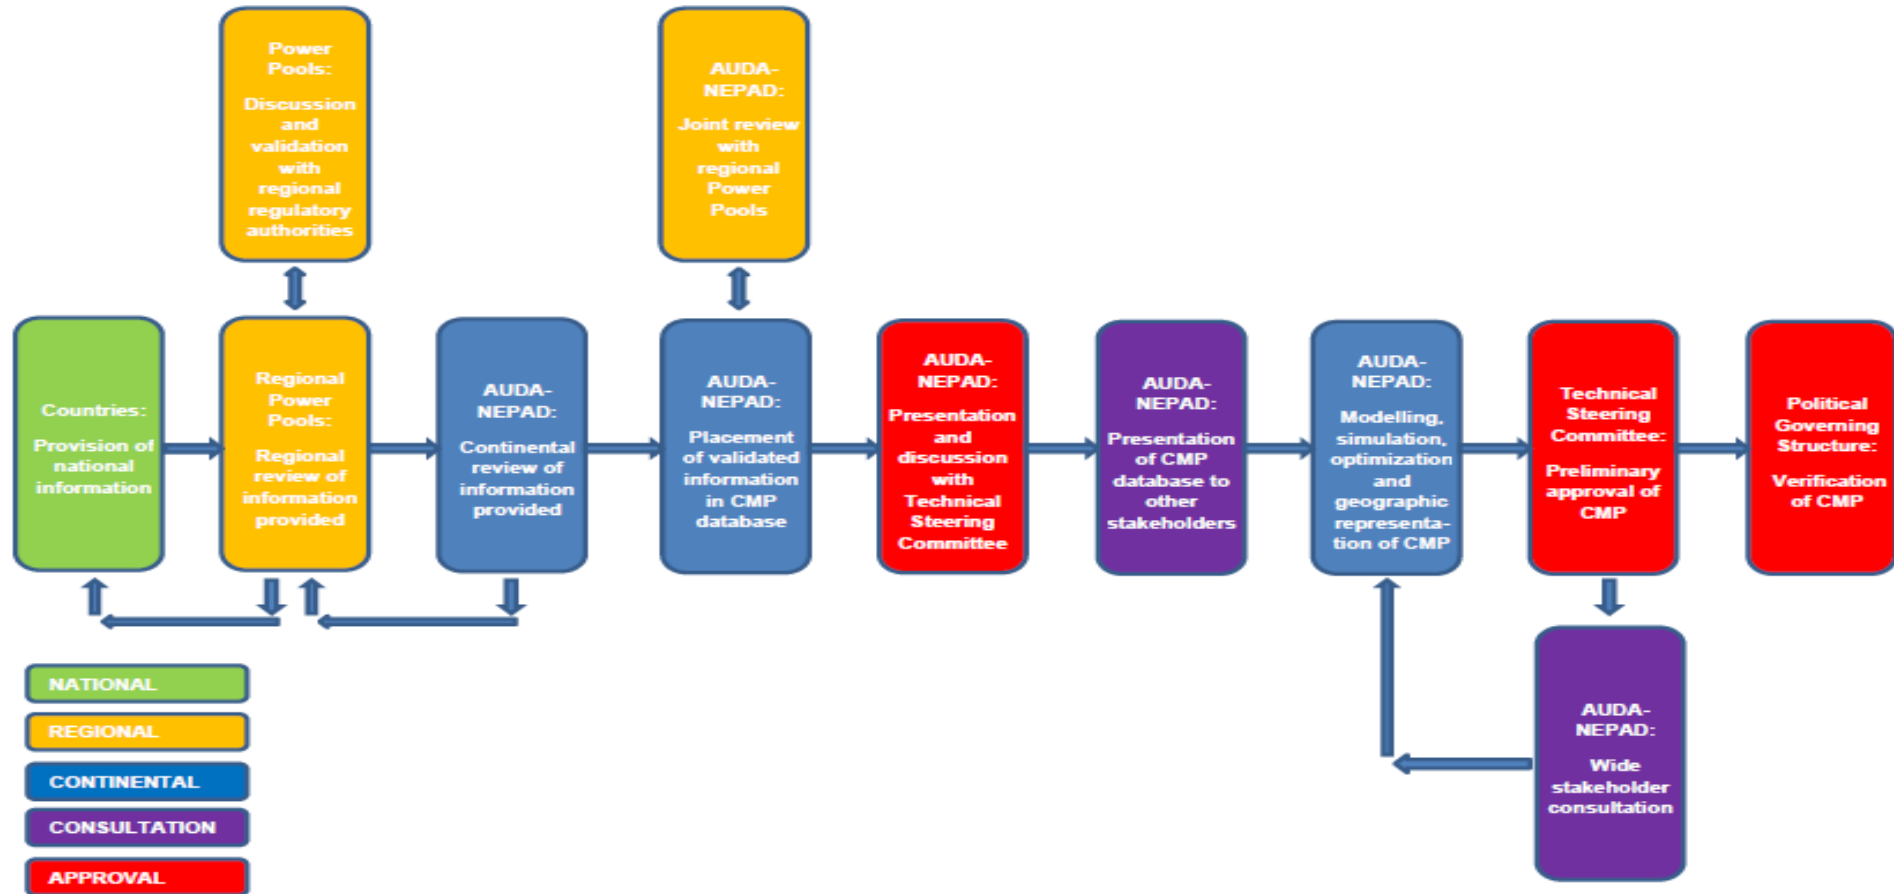 Power
Pools:
Discussion
and
validation
with
regional
regulatory
authorities
AUDA-
NEPAD:
Joint review
with
regional
Power
Pools
Countries:
Provision of
national
information
Regional
Power
Pools:
Regional
review of
information
provided
AUDA-
NEPAD:
Continental
review of
information
provided
AUDA-
NEPAD:
Placement
of validated
information
in CMP
database
AUDA-
NEPAD:
Presentation
and
discussion
with
Technical
Steering
Committee
AUDA-
NEPAD:
Presentation
of CMP
database to
other
stakeholders
AUDA-
NEPAD:
Modelling,
simulation,
optimization
and
geographic
representa-
tion of CMP
Technical
Steering
Committee:
Preliminary
approval of
CMP
Political
Governing
Structure:
Verification
of CMP
AUDA-
NEPAD:
Wide
stakeholder
consultation
NATIONAL
REGIONAL
CONTINENTAL
CONSULTATION
APPROVAL